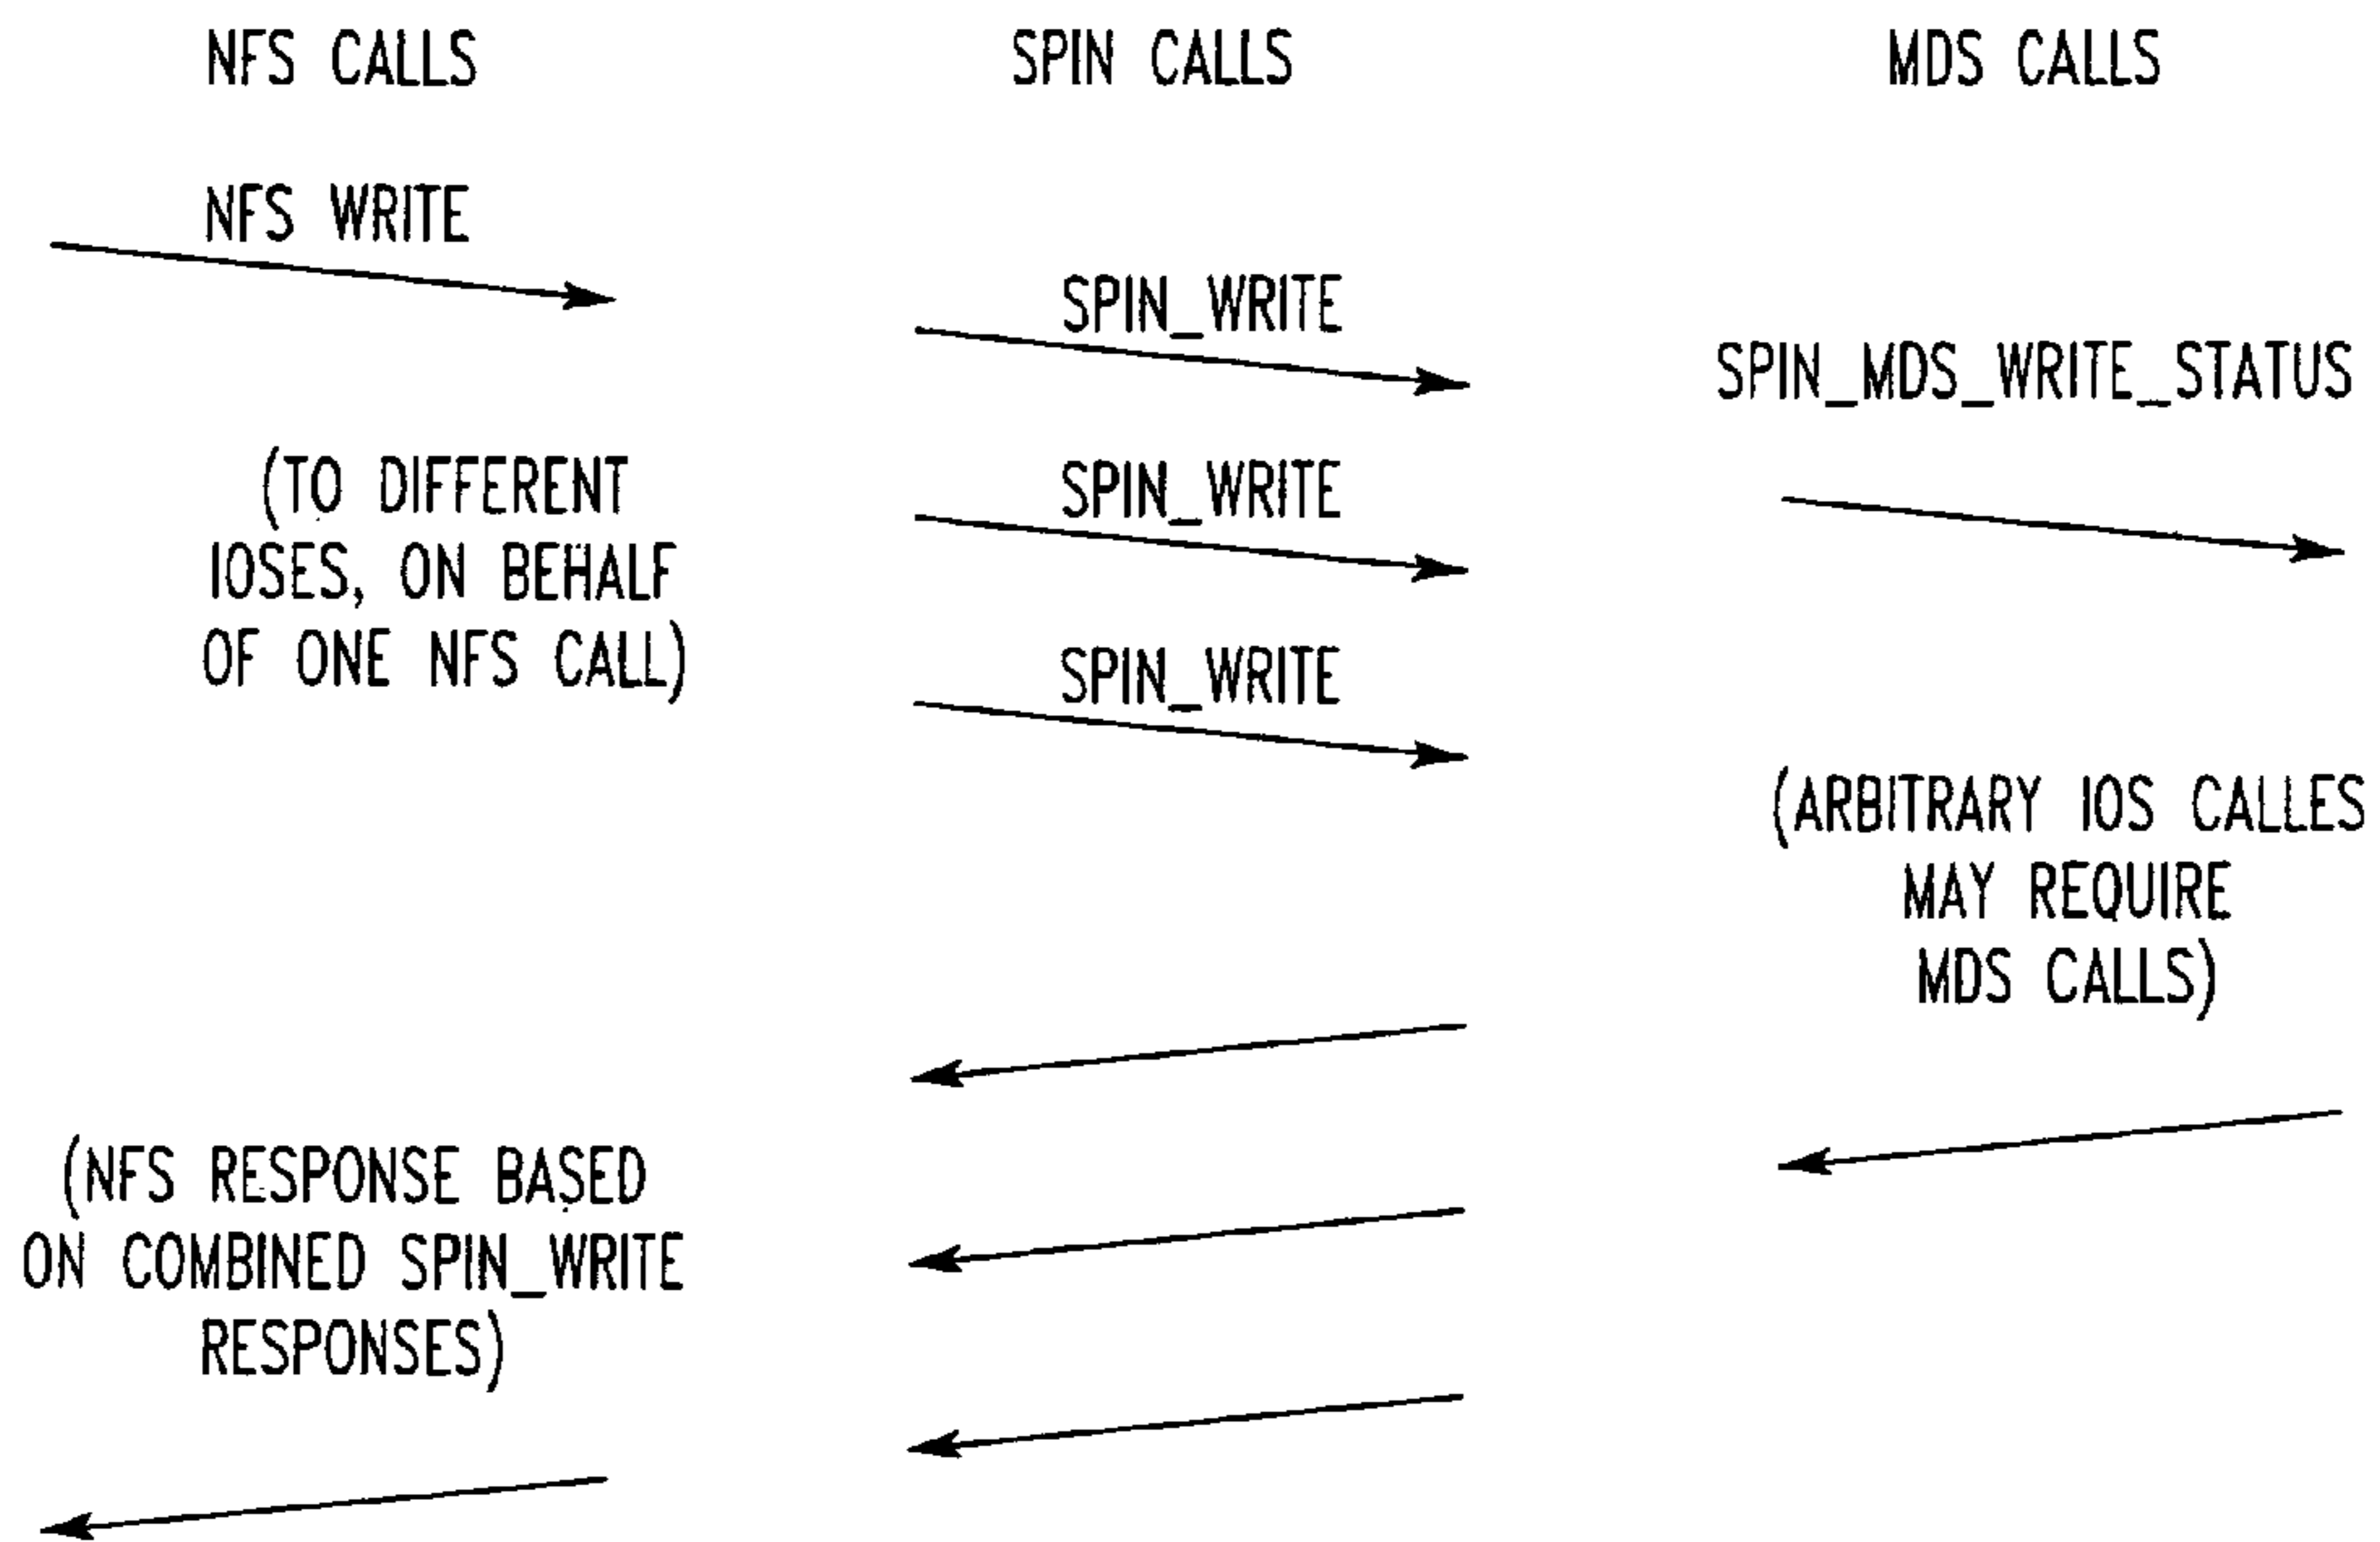 NFS CALLS
SPIN CALLS
MDS CALLS
NFS WRITE
SPIN_WRITE
SPIN_MDS_WRITE_STATUS
(TO DIFFERENT
IOSES, ON BEHALF
OF ONE NFS CALL)
SPIN_WRITE
SPIN_WRITE
(ARBITRARY IOS CALLES
MAY REQUIRE
MDS CALLS)
(NFS RESPONSE BASED
ON COMBINED SPIN_WRITE
RESPONSES)